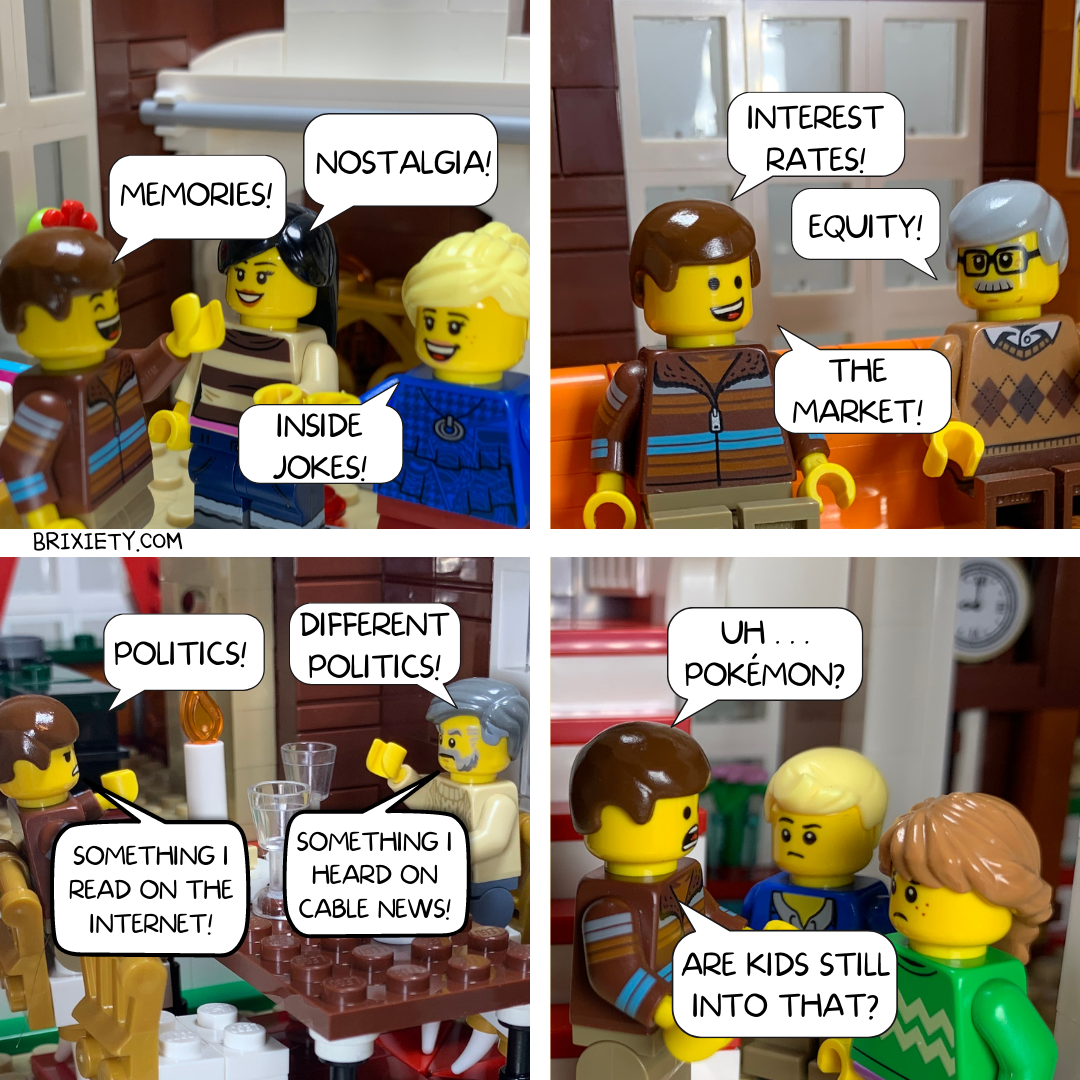 MEMORIES!
NOSTALGIA!
INSIDE
JOKES!
INTEREST
RATES!
EQUITY!
THE
MARKET!
BRIXIETY.COM
POLITICS!
DIFFERENT
POLITICS!
SOMETHING I
READ ON THE
INTERNET!
SOMETHING I
HEARD ON
CABLE NEWS!
UH . . .
POKÉMON?
ARE KIDS STILL
INTO THAT?